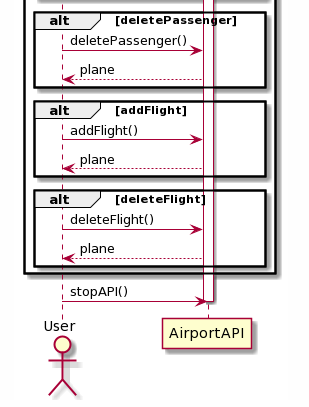 alt [deletePassenger]
deletePassenger()
plane
alt [addFlight]
addFlight()
plane
alt [deleteFlight]
deleteFlight()
plane
stopAPI()
User
AirportAPI